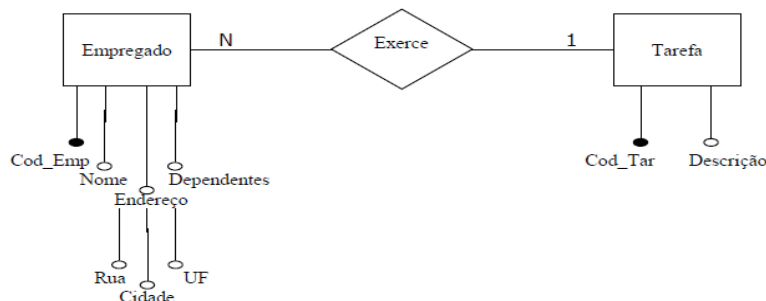 Empregado
N
Exerce
1
Tarefa
Cod_Emp
Nome
Endereço
Dependentes
Rua
Cidade
UF
Cod_Tar
Descrição